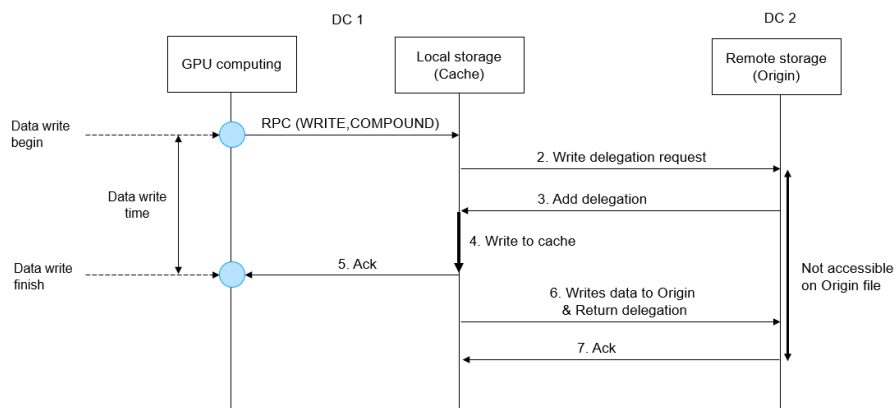 DC 1
DC 2
GPU computing
Local storage
(Cache)
Remote storage
(Origin)
Data write
begin
RPC (WRITE,COMPOUND)
2. Write delegation request
Data write
time
3. Add delegation
4. Write to cache
Data write
finish
5. Ack
Not accessible
on Origin file
6. Writes data to Origin
& Return delegation
7. Ack